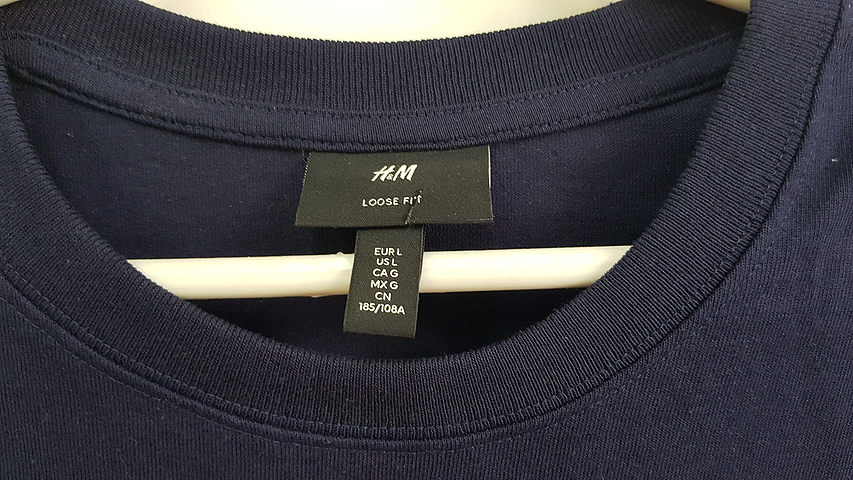 H&M
LOOSE FIT
EUR L
US L
CA G
MX G
CN
185/108A